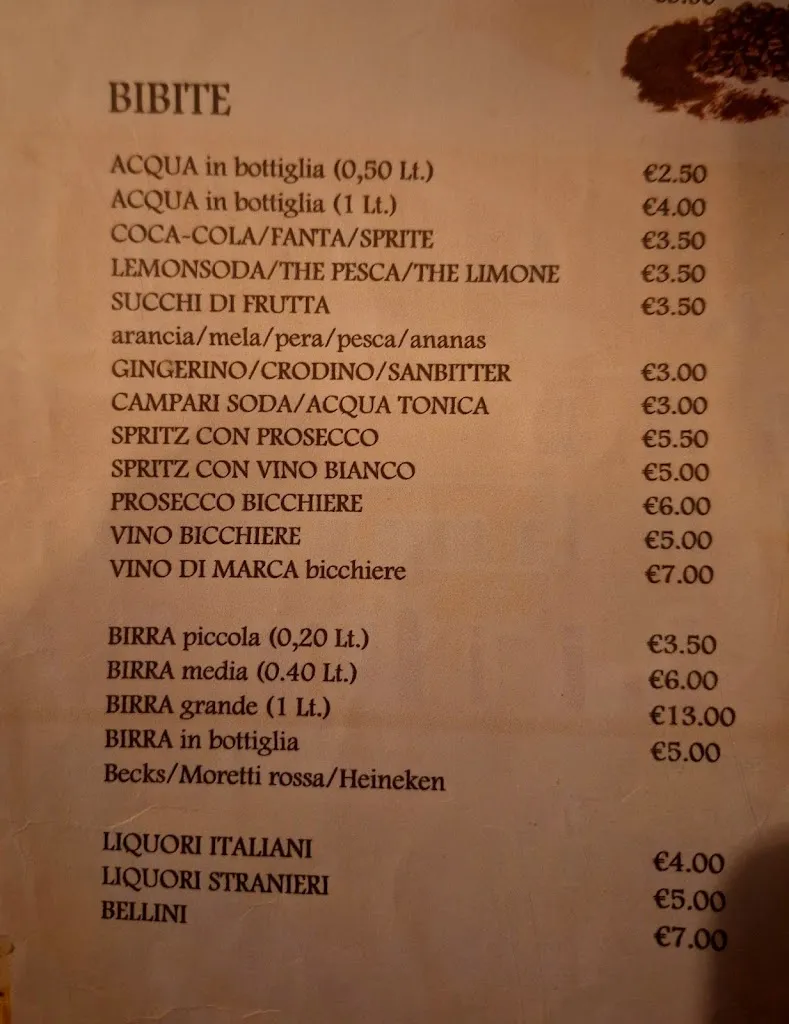 BIBITE
ACQUA in bottiglia (0,50 Lt.) €2.50
ACQUA in bottiglia (1 Lt.) €4.00
COCA-COLA/FANTA/SPRITE €3.50
LEMONSODA/THE PESCA/THE LIMONE €3.50
SUCCHI DI FRUTTA €3.50
arancia/mela/pera/pesca/ananas
GINGERINO/CRODINO/SANBITTER €3.00
CAMPARI SODA/ACQUA TONICA €3.00
SPRITZ CON PROSECCO €5.50
SPRITZ CON VINO BIANCO €5.00
PROSECCO BICCHIERE €6.00
VINO BICCHIERE €5.00
VINO DI MARCA bicchiere €7.00
BIRRA piccola (0,20 Lt.) €3.50
BIRRA media (0.40 Lt.) €6.00
BIRRA grande (1 Lt.) €13.00
BIRRA in bottiglia €5.00
Becks/Moretti rossa/Heineken
LIQUORI ITALIANI €4.00
LIQUORI STRANIERI €5.00
BELLINI €7.00